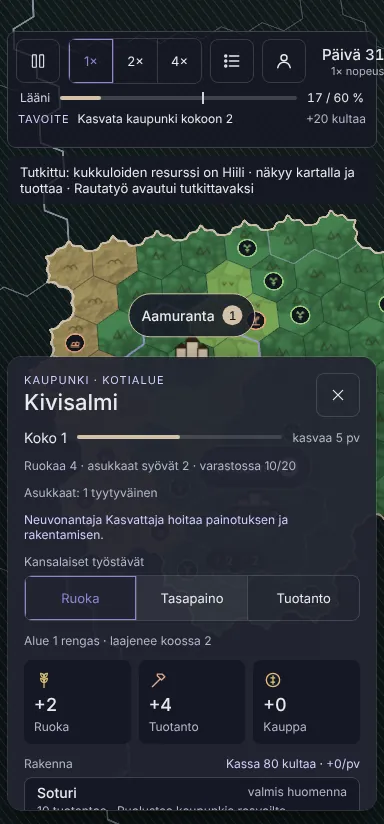 1×
2×
4×
Päivä 31
1× nopeus
Lääni
17 / 60 %
TAVOITE Kasvata kaupunki kokoon 2
+20 kultaa
Tutkittu: kukkuloiden resurssi on Hiili · näkyy kartalla ja
tuottaa · Rautatyö avautui tutkittavaksi
Aamuranta 1
KAUPUNKI · KOTIALUE
Kivisalmi
Koko 1
kasvaa 5 pv
Ruokaa 4 · asukkaat syövät 2 · varastossa 10/20
Asukkaat: 1 tyytyväinen
Neuvonantaja Kasvattaja hoitaa painotuksen ja
rakentamisen.
Kansalaiset työstävät
Ruoka
Tasapaino
Tuotanto
Alue 1 rengas · laajenee koossa 2
+2
Ruoka
+4
Tuotanto
+0
Kauppa
Rakenna
Kassa 80 kultaa · +0/pv
Soturi
valmis huomenna